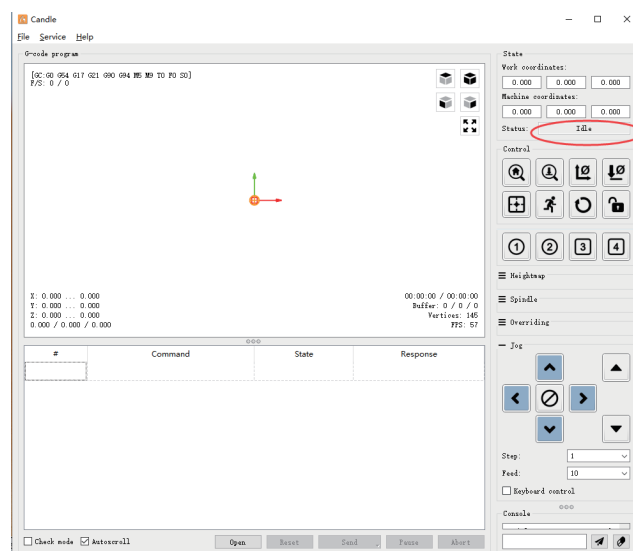 Candle
File Service Help
G-code program
[GC:G0 G54 G17 G21 G90 G94 M5 M9 T0 F0 S0]
F/S: 0 / 0
X: 0.000 ... 0.000
Y: 0.000 ... 0.000
Z: 0.000 ... 0.000
0.000 / 0.000 / 0.000
00:00:00 / 00:00:00
Buffer: 0 / 0 / 0
Vertices: 145
FPS: 57
# Command State Response
Check mode Autoscroll Open Reset Send Pause Abort
State
Work coordinates:
0.000 0.000 0.000
Machine coordinates:
0.000 0.000 0.000
Status: Idle
Control
1 2 3 4
Heightmap
Spindle
Overriding
Jog
Step: 1
Feed: 10
Keyboard control
Console